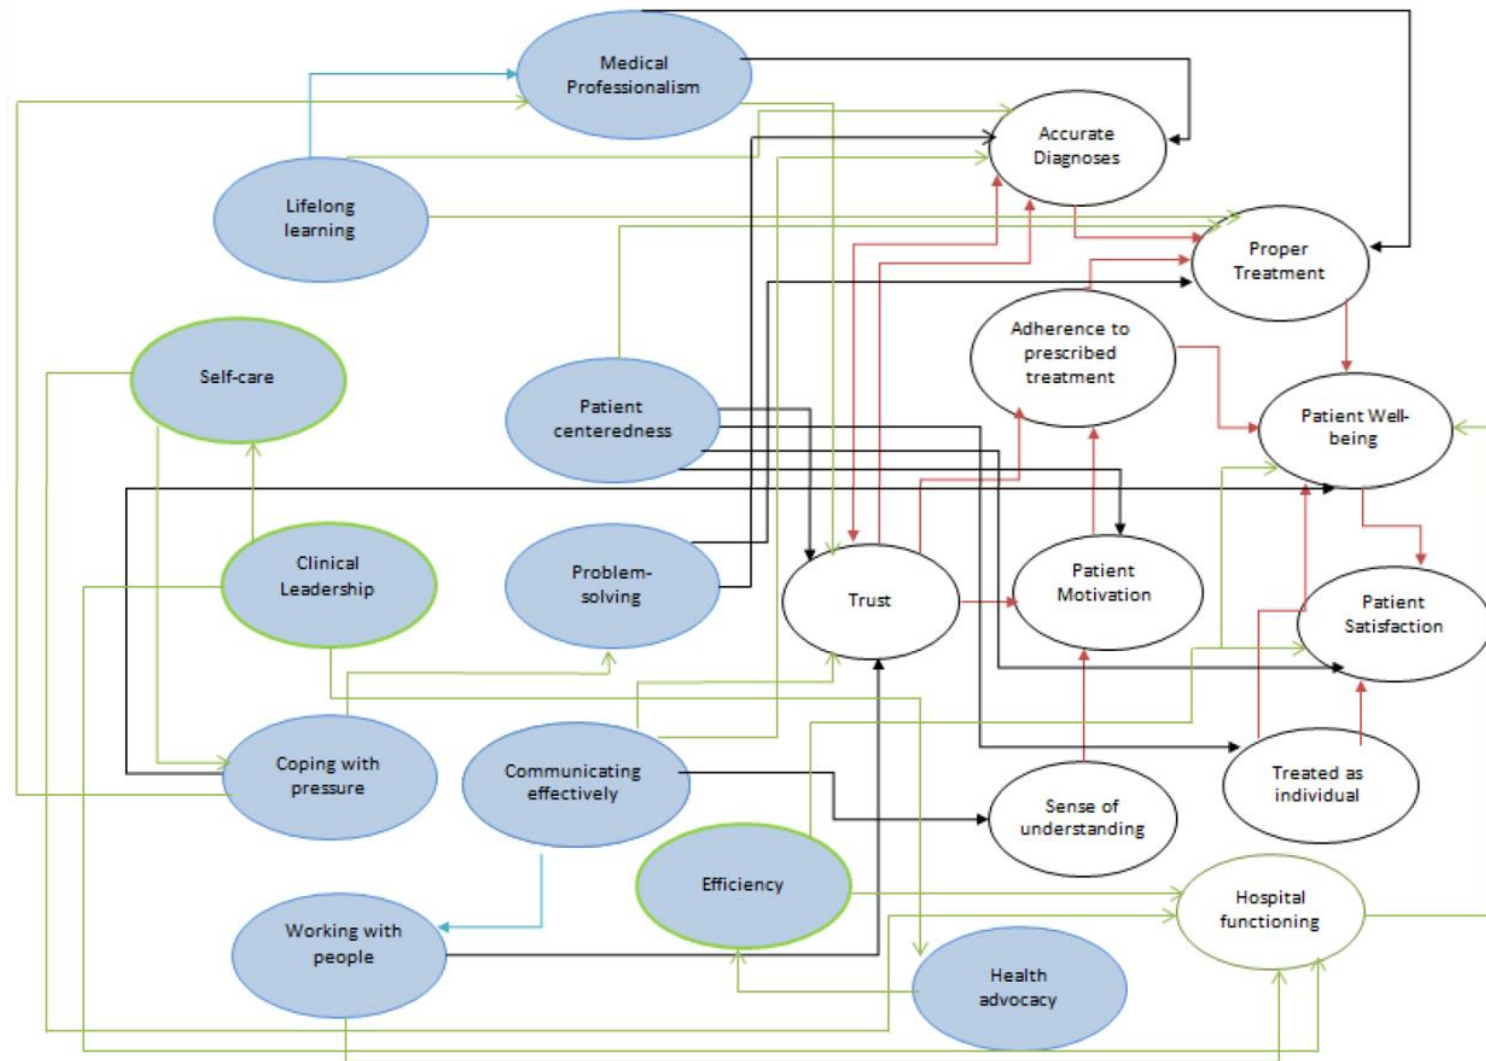 Medical
Professionalism
Accurate
Diagnoses
Lifelong
learning
Proper
Treatment
Self-care
Adherence to
prescribed
treatment
Patient
centeredness
Patient Well-
being
Clinical
Leadership
Problem-
solving
Trust
Patient
Motivation
Patient
Satisfaction
Coping with
pressure
Communicating
effectively
Sense of
understanding
Treated as
individual
Efficiency
Hospital
functioning
Working with
people
Health
advocacy